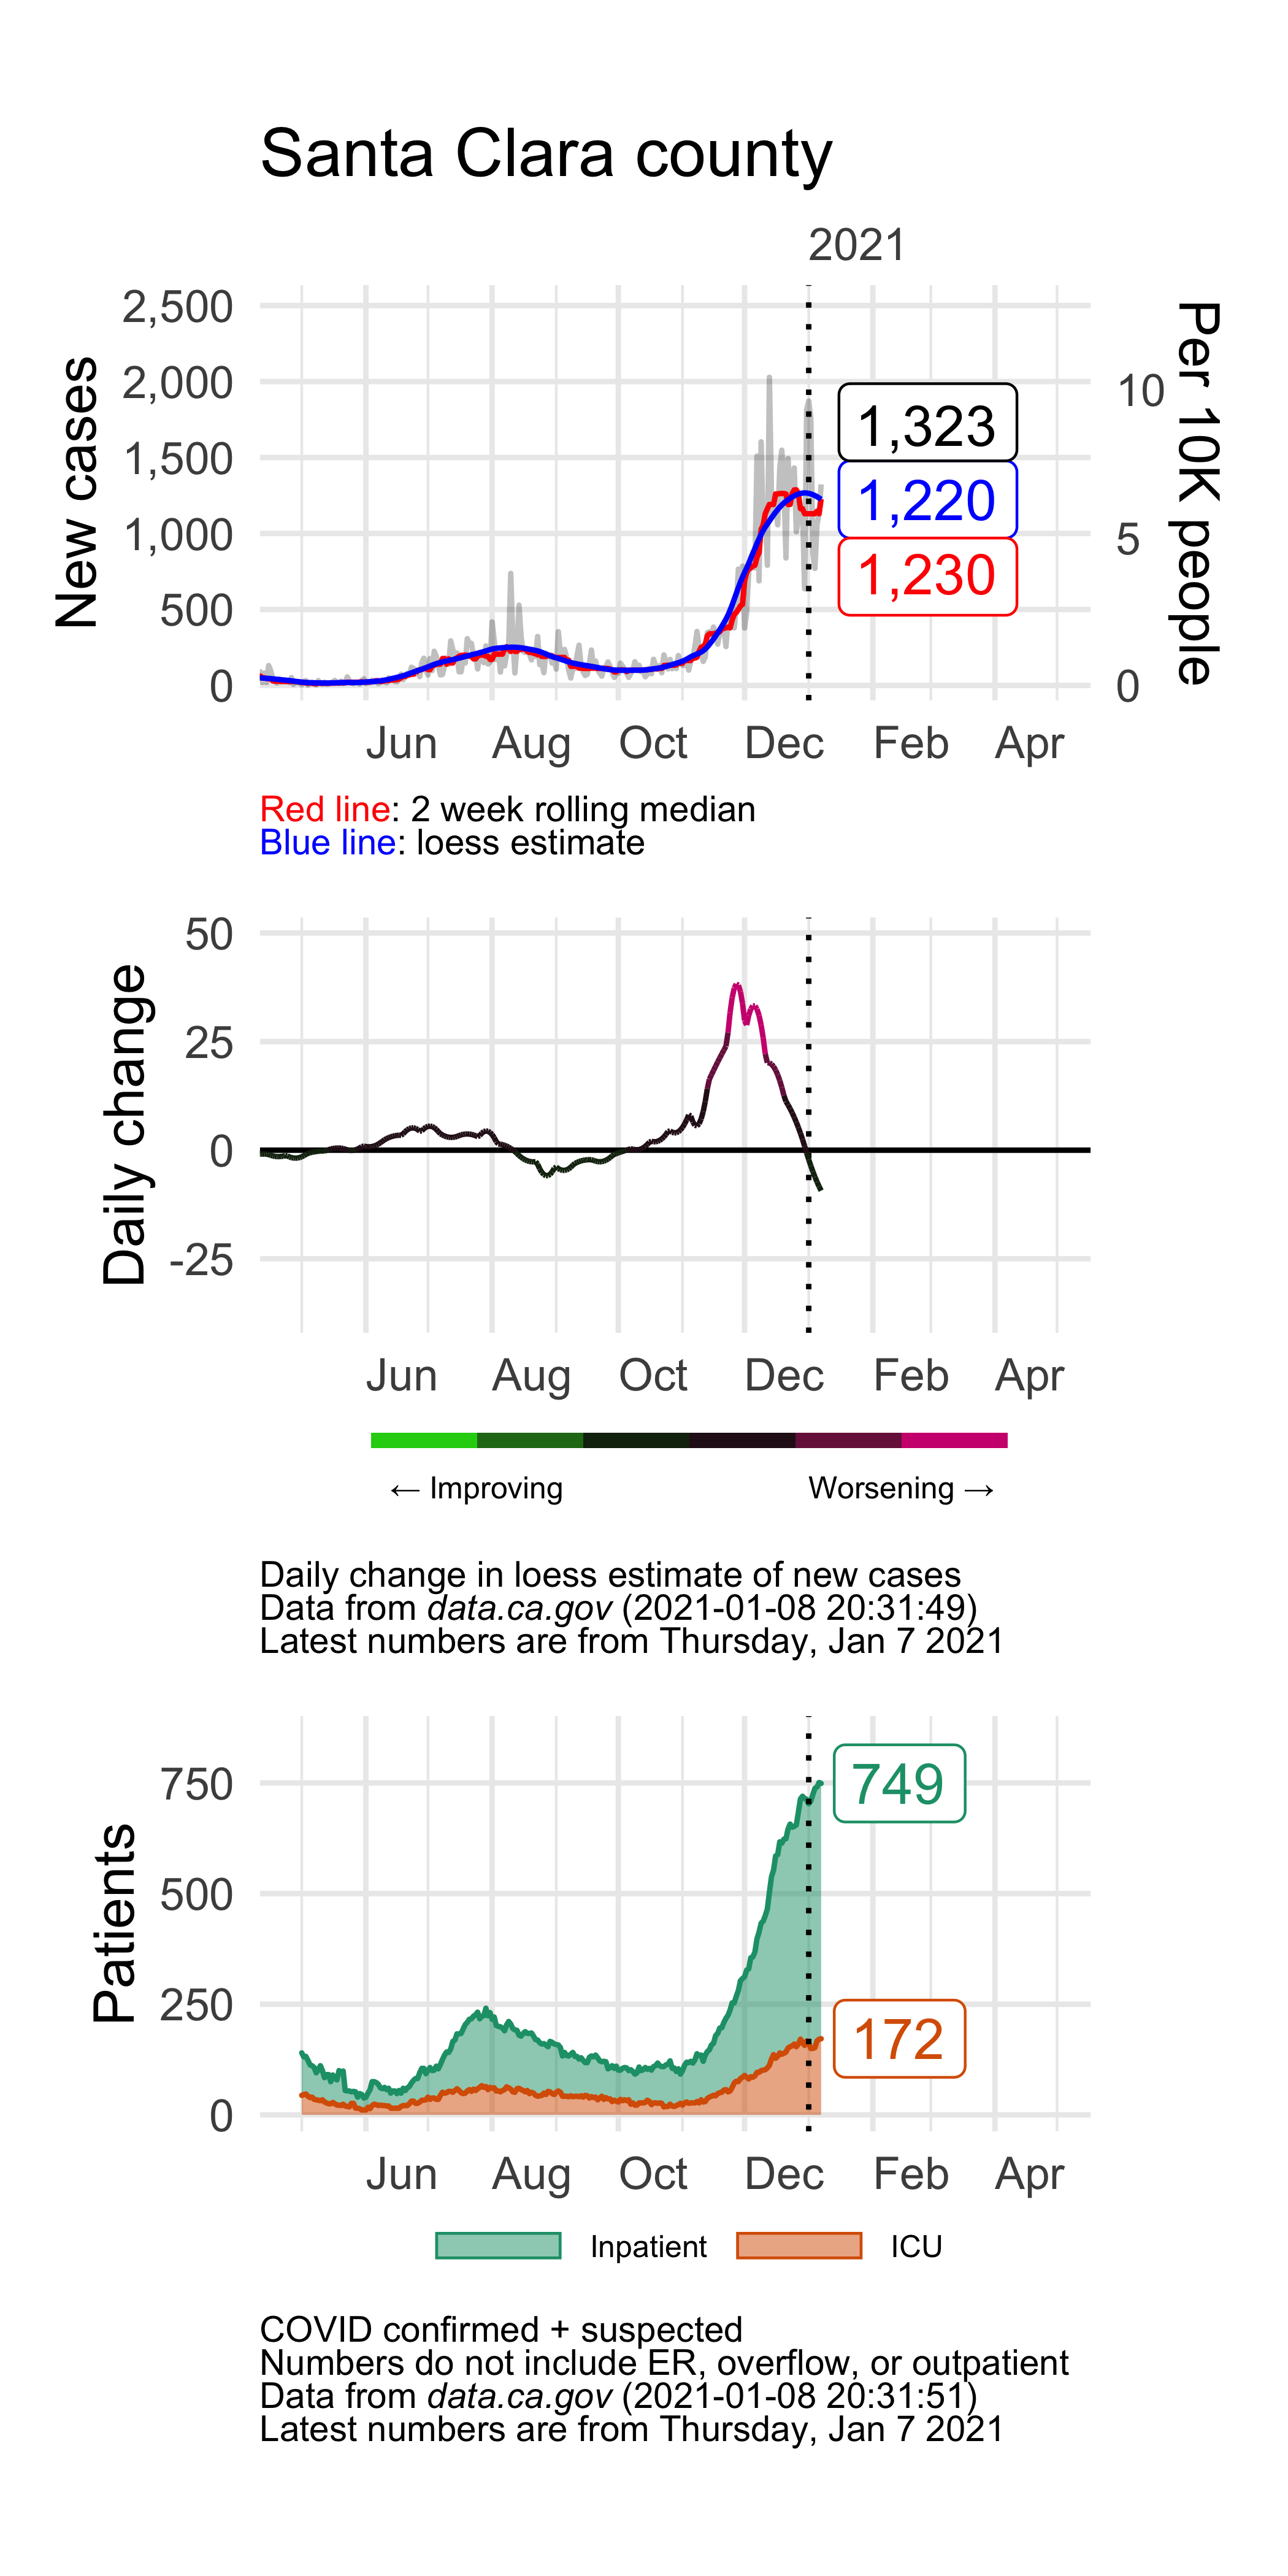 Santa Clara county
2021
New cases
2,500
2,000
1,500
1,000
500
0
10
5
0
Per 10K people
1,323
1,220
1,230
Jun Aug Oct Dec Feb Apr
Red line: 2 week rolling median
Blue line: loess estimate
Daily change
50
25
0
-25
Jun Aug Oct Dec Feb Apr
← Improving Worsening →
Daily change in loess estimate of new cases
Data from data.ca.gov (2021-01-08 20:31:49)
Latest numbers are from Thursday, Jan 7 2021
Patients
750
500
250
0
749
172
Jun Aug Oct Dec Feb Apr
Inpatient ICU
COVID confirmed + suspected
Numbers do not include ER, overflow, or outpatient
Data from data.ca.gov (2021-01-08 20:31:51)
Latest numbers are from Thursday, Jan 7 2021